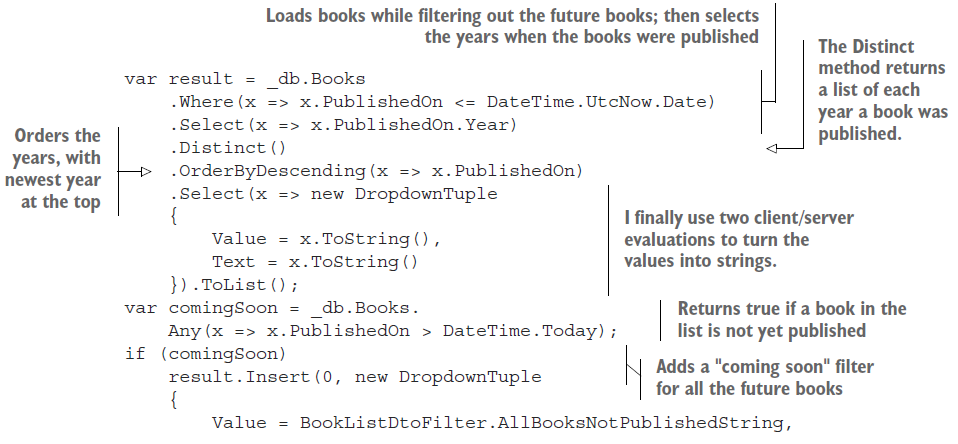 Loads books while filtering out the future books; then selects
the years when the books were published
The Distinct
method returns
a list of each
year a book was
published.
var result = _db.Books
.Where(x => x.PublishedOn <= DateTime.UtcNow.Date)
.Select(x => x.PublishedOn.Year)
.Distinct()
.OrderByDescending(x => x.PublishedOn)
.Select(x => new DropdownTuple
{
Value = x.ToString(),
Text = x.ToString()
}).ToList();
Orders the
years, with
newest year
at the top
I finally use two client/server
evaluations to turn the
values into strings.
var comingSoon = _db.Books.
Any(x => x.PublishedOn > DateTime.Today);
Returns true if a book in the
list is not yet published
if (comingSoon)
result.Insert(0, new DropdownTuple
{
Value = BookListDtoFilter.AllBooksNotPublishedString,
Adds a "coming soon" filter
for all the future books